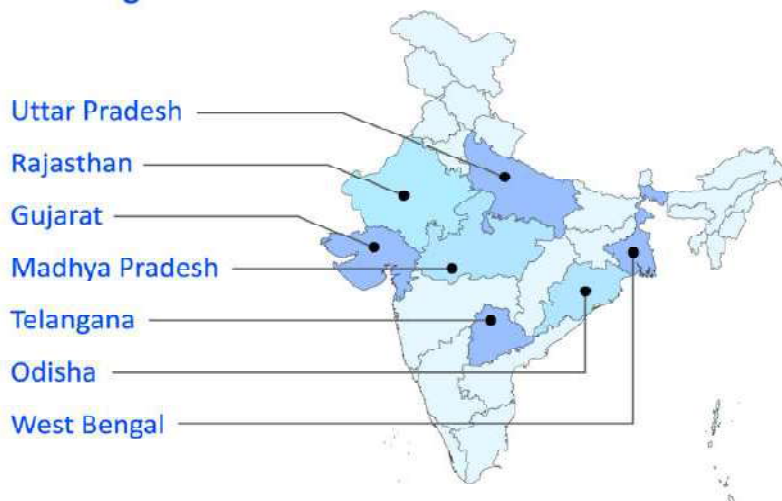 Uttar Pradesh
Rajasthan
Gujarat
Madhya Pradesh
Telangana
Odisha
West Bengal